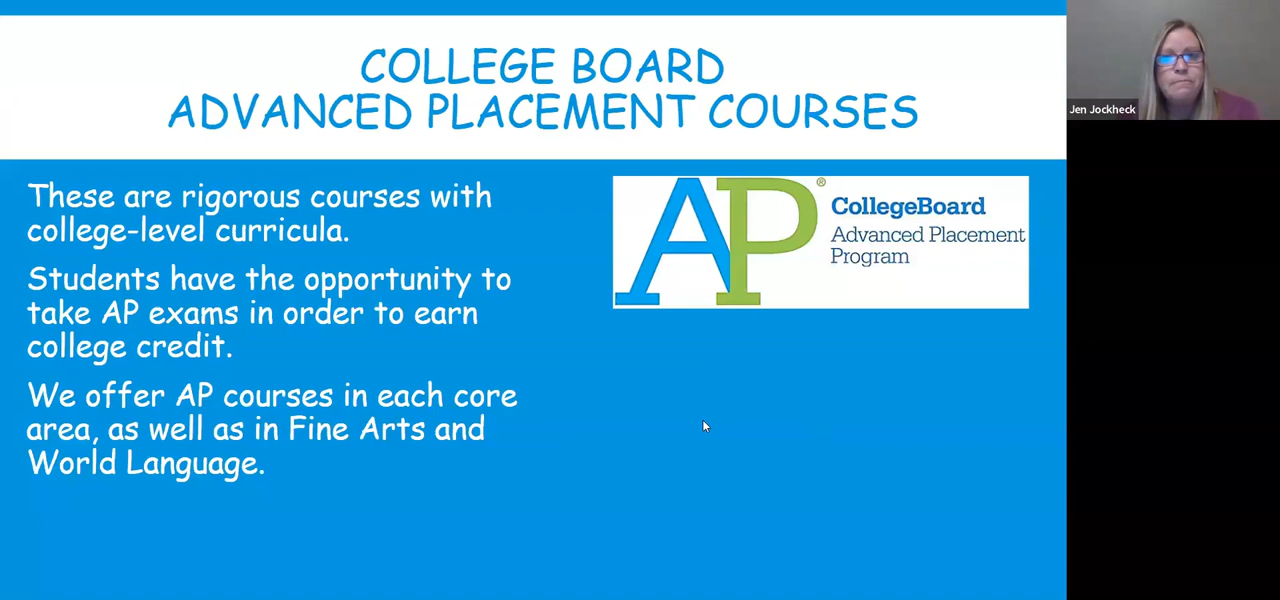 COLLEGE BOARD
ADVANCED PLACEMENT COURSES
These are rigorous courses with
college-level curricula.
Students have the opportunity to
take AP exams in order to earn
college credit.
We offer AP courses in each core
area, as well as in Fine Arts and
World Language.
AP®
CollegeBoard
Advanced Placement
Program
Jen Jockheck